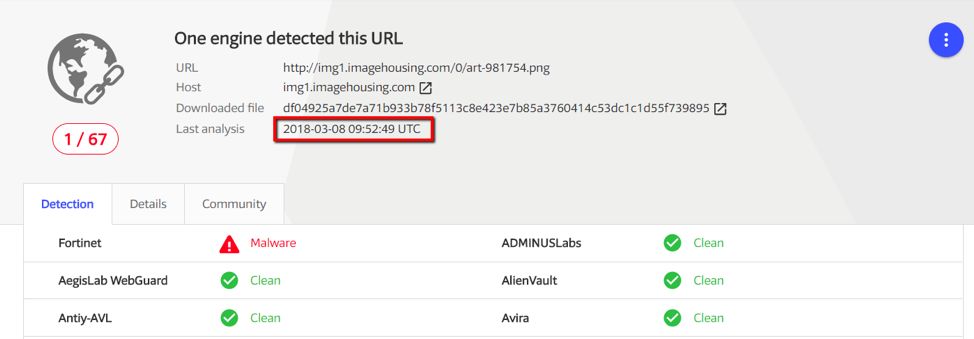 One engine detected this URL
URL http://img1.imagehousing.com/0/art-981754.png
Host img1.imagehousing.com
Downloaded file df04925a7de7a71b933b78f5113c8e423e7b85a3760414c53dc1c1d55f739895
Last analysis 2018-03-08 09:52:49 UTC
1 / 67
Detection Details Community
Fortinet Malware ADMINUSLabs Clean
AegisLab WebGuard Clean AlienVault Clean
Antiy-AVL Clean Avira Clean